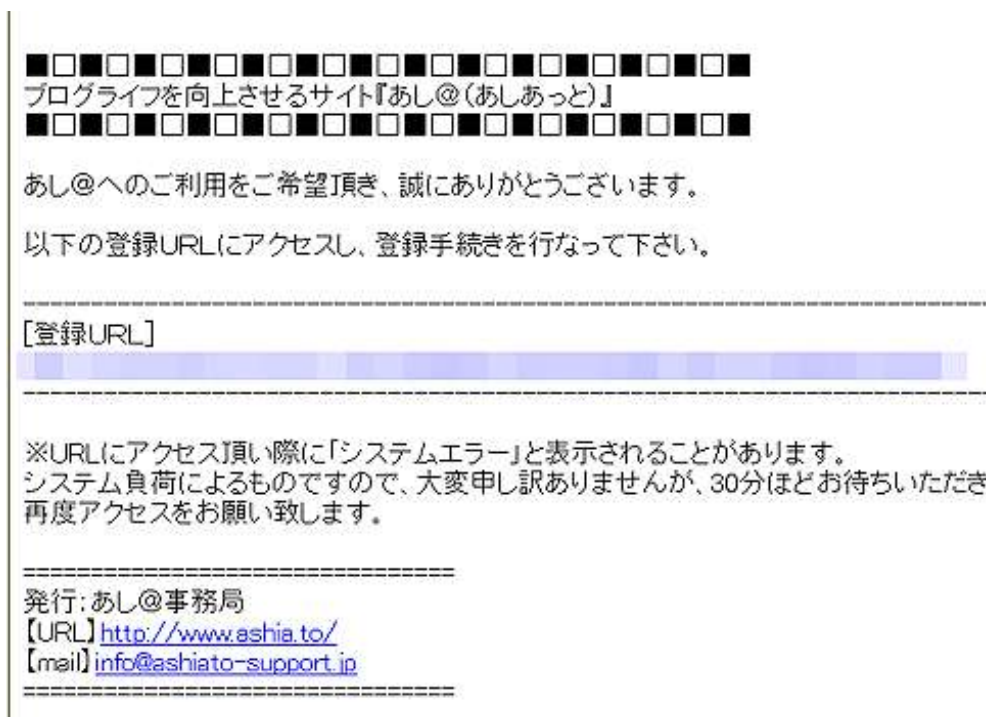 ■□■□■□■□■□■□■□■□■□■□■□■□■□■
ブログライフを向上させるサイト『あし@(あしあっと)』
■□■□■□■□■□■□■□■□■□■□■□■□■□■
あし@へのご利用をご希望頂き、誠にありがとうございます。
以下の登録URLにアクセスし、登録手続きを行なって下さい。
--------------------------------------------------------------------------------
[登録URL]
--------------------------------------------------------------------------------
※URLにアクセス頂い際に「システムエラー」と表示されることがあります。
システム負荷によるものですので、大変申し訳ありませんが、30分ほどお待ちいただき
再度アクセスをお願い致します。
================================
発行:あし@事務局
【URL】http://www.ashia.to/
【mail】info@ashiato-support.jp
================================